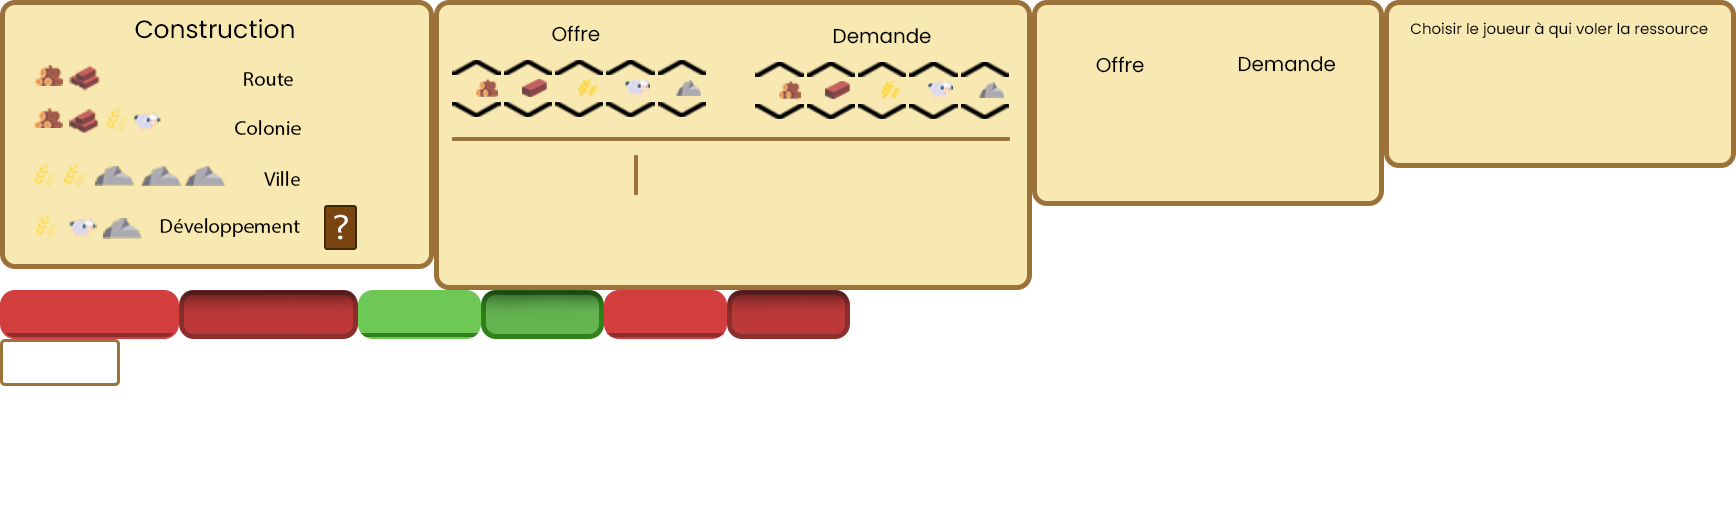 Construction
Route
Colonie
Ville
Développement ?
Offre Demande
Offre Demande
Choisir le joueur à qui voler la ressource